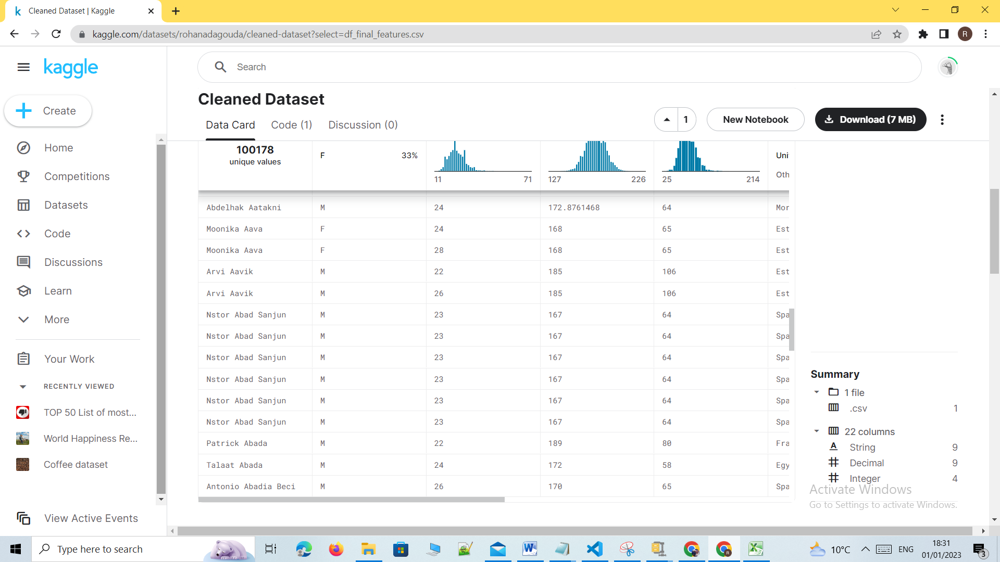 Cleaned Dataset | Kaggle
kaggle.com/datasets/rohanadagouda/cleaned-dataset?select=df_final_features.csv
R
kaggle
Search
Create
Home
Competitions
Datasets
Code
Discussions
Learn
More
Your Work
RECENTLY VIEWED
TOP 50 List of most...
World Happiness Re...
Coffee dataset
View Active Events
Cleaned Dataset
Data Card Code (1) Discussion (0)
1 New Notebook Download (7 MB)
100178
unique values
F 33%
11 71
127 226
25 214
Uni
Oth
Abdelhak Aatakni M 24 172.8761468 64 Mor
Moonika Aava F 24 168 65 Est
Moonika Aava F 28 168 65 Est
Arvi Aavik M 22 185 106 Est
Arvi Aavik M 26 185 106 Est
Nstor Abad Sanjun M 23 167 64 Spa
Nstor Abad Sanjun M 23 167 64 Spa
Nstor Abad Sanjun M 23 167 64 Spa
Nstor Abad Sanjun M 23 167 64 Spa
Nstor Abad Sanjun M 23 167 64 Spa
Nstor Abad Sanjun M 23 167 64 Spa
Patrick Abada M 22 189 80 Fra
Talaat Abada M 24 172 58 Egy
Antonio Abadia Beci M 26 170 65 Spa
Summary
1 file
.csv 1
22 columns
String 9
Decimal 9
Integer 4
Activate Windows
Go to Settings to activate Windows.
Type here to search
10°C
ENG
18:31
01/01/2023
3